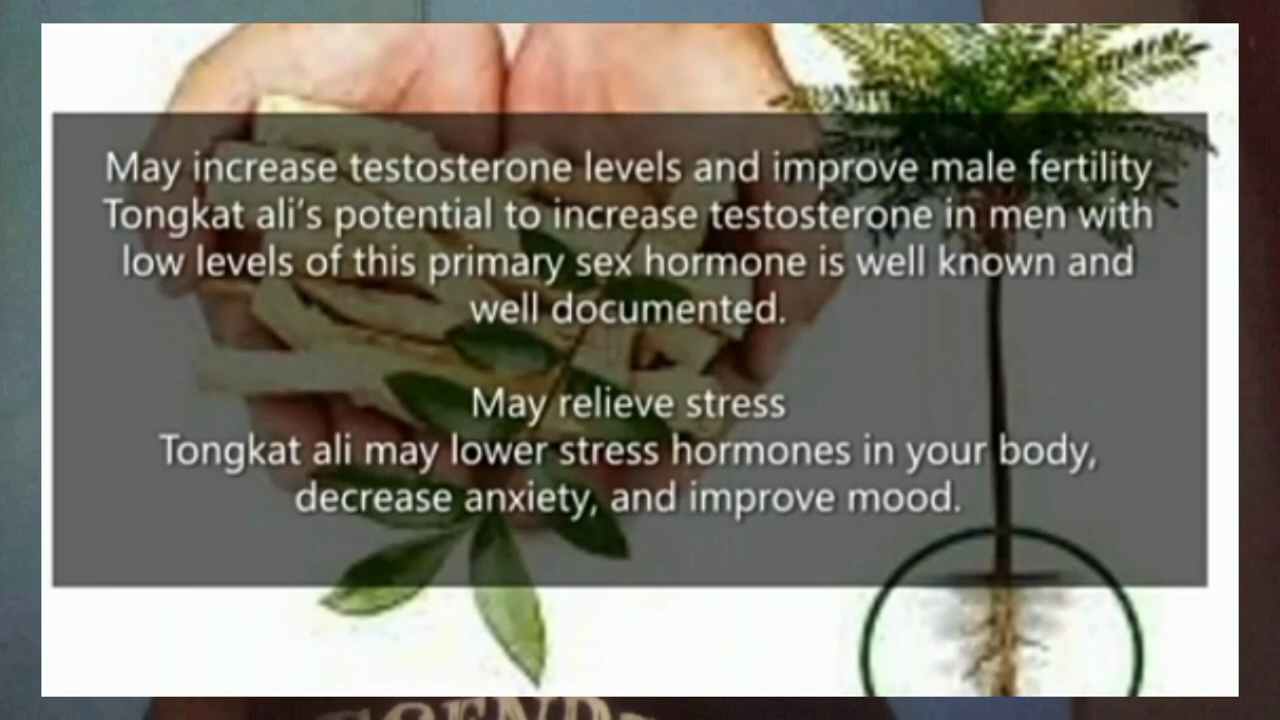 May increase testosterone levels and improve male fertility
Tongkat ali's potential to increase testosterone in men with
low levels of this primary sex hormone is well known and
well documented.
May relieve stress
Tongkat ali may lower stress hormones in your body,
decrease anxiety, and improve mood.